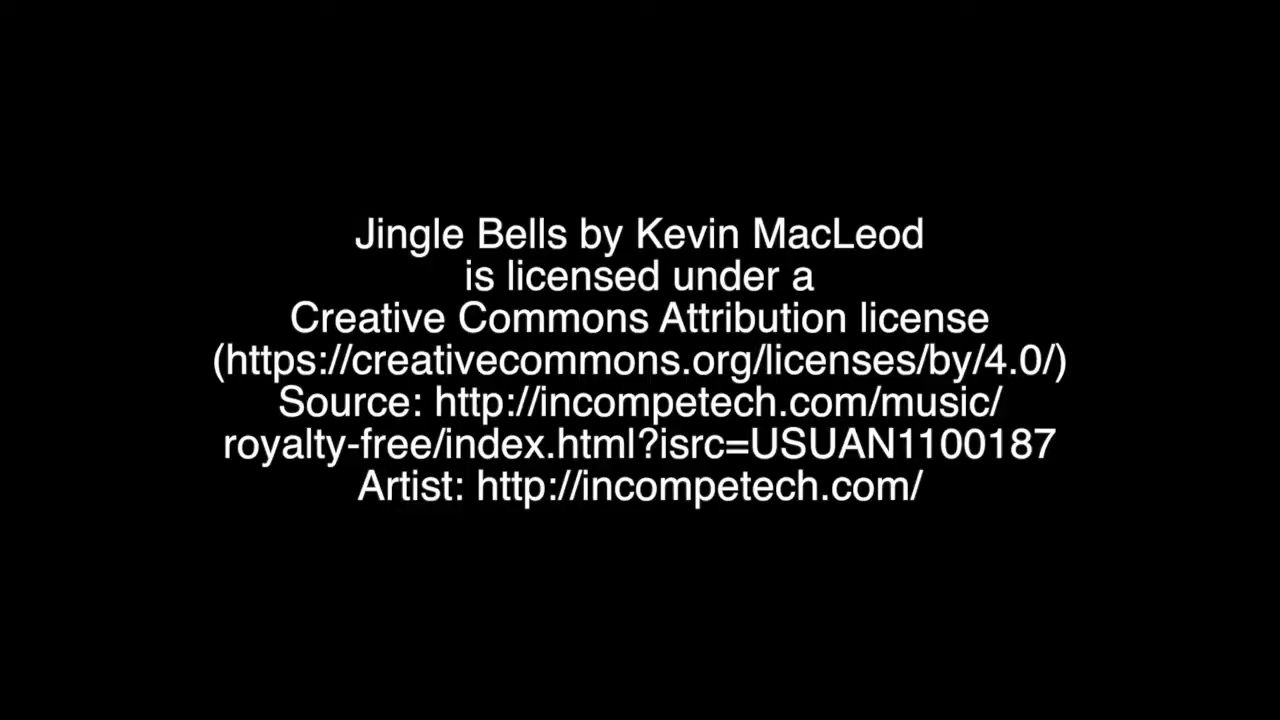 Jingle Bells by Kevin MacLeod
is licensed under a
Creative Commons Attribution license
(https://creativecommons.org/licenses/by/4.0/)
Source: http://incompetech.com/music/
royalty-free/index.html?isrc=USUAN1100187
Artist: http://incompetech.com/